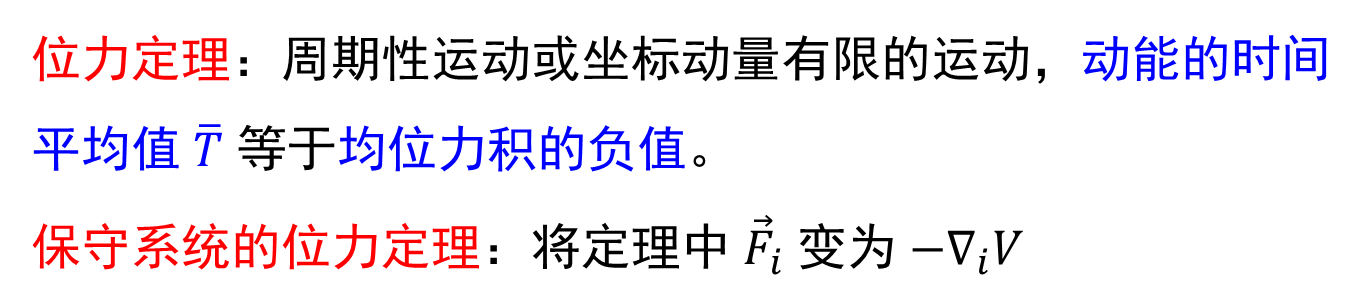 位力定理：周期性运动或坐标动量有限的运动，动能的时间
平均值 T̄ 等于均位力积的负值。
保守系统的位力定理：将定理中 F⃗ᵢ 变为 −∇ᵢV